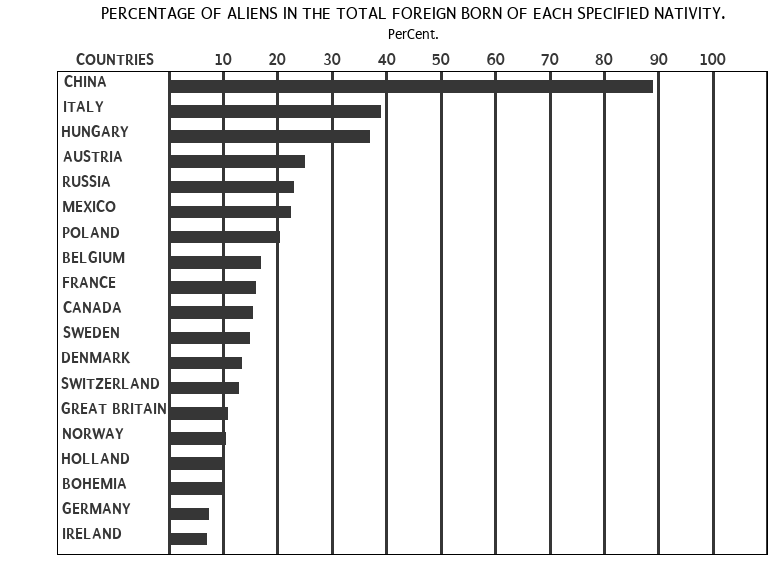 PERCENTAGE OF ALIENS IN THE TOTAL FOREIGN BORN OF EACH SPECIFIED NATIVITY.
PerCent.
COUNTRIES 10 20 30 40 50 60 70 80 90 100
CHINA
ITALY
HUNGARY
AUSTRIA
RUSSIA
MEXICO
POLAND
BELGIUM
FRANCE
CANADA
SWEDEN
DENMARK
SWITZERLAND
GREAT BRITAIN
NORWAY
HOLLAND
BOHEMIA
GERMANY
IRELAND